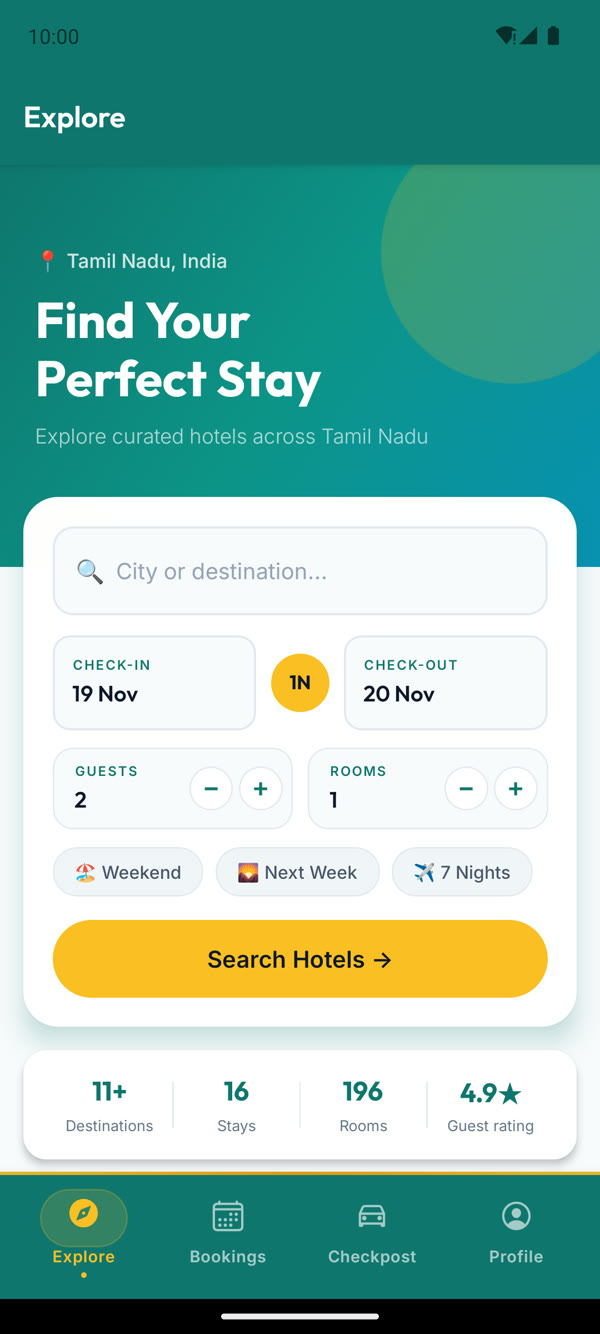 10:00
Explore
📍 Tamil Nadu, India
Find Your
Perfect Stay
Explore curated hotels across Tamil Nadu
🔍 City or destination...
CHECK-IN
19 Nov
1N
CHECK-OUT
20 Nov
GUESTS
2
− +
ROOMS
1
− +
🏖️ Weekend
🌄 Next Week
✈️ 7 Nights
Search Hotels →
11+
Destinations
16
Stays
196
Rooms
4.9★
Guest rating
Explore
Bookings
Checkpost
Profile